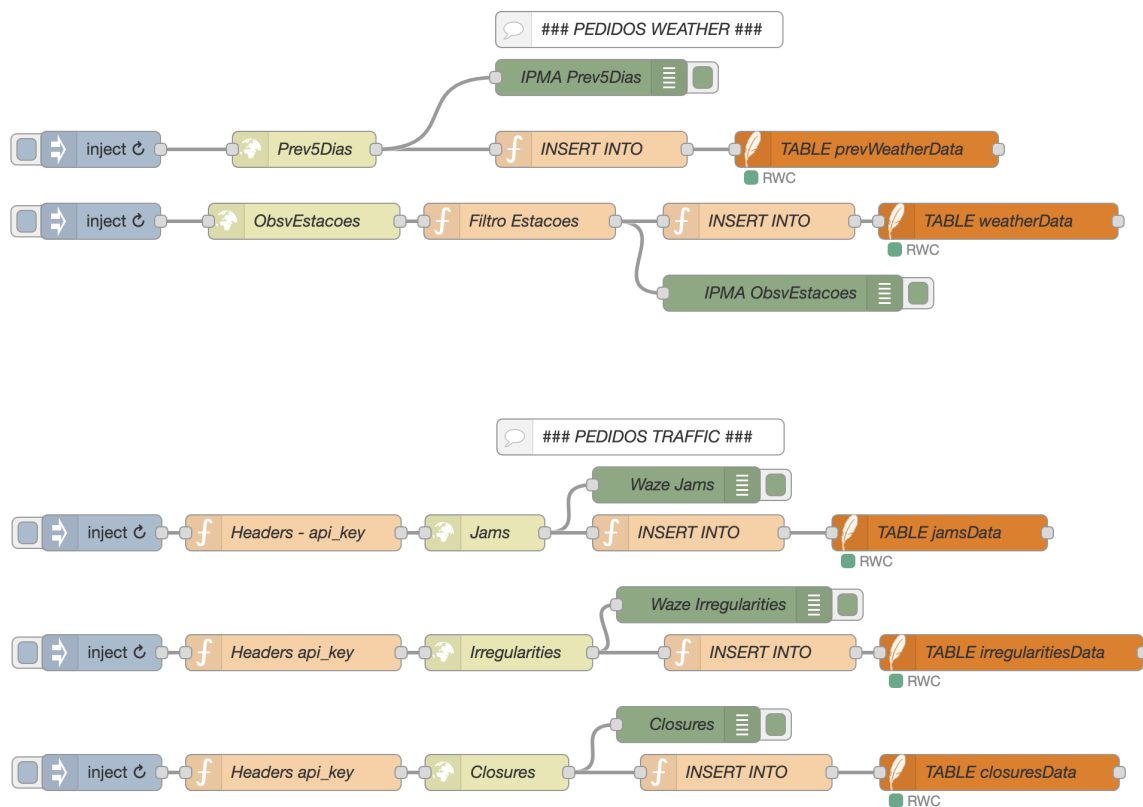 ### PEDIDOS WEATHER ###
IPMA Prev5Dias
inject ↻
Prev5Dias
INSERT INTO
TABLE prevWeatherData
RWC
inject ↻
ObsvEstacoes
Filtro Estacoes
INSERT INTO
TABLE weatherData
RWC
IPMA ObsvEstacoes
### PEDIDOS TRAFFIC ###
Waze Jams
inject ↻
Headers - api_key
Jams
INSERT INTO
TABLE jamsData
RWC
Waze Irregularities
inject ↻
Headers api_key
Irregularities
INSERT INTO
TABLE irregularitiesData
RWC
Closures
inject ↻
Headers api_key
Closures
INSERT INTO
TABLE closuresData
RWC